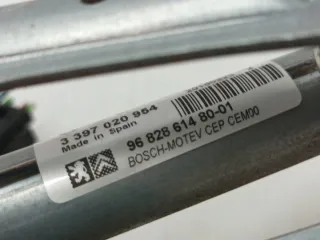 3 397 020 954
Made in Spain
96 828 614 80-01
BOSCH-MOTEV CEP CEM00